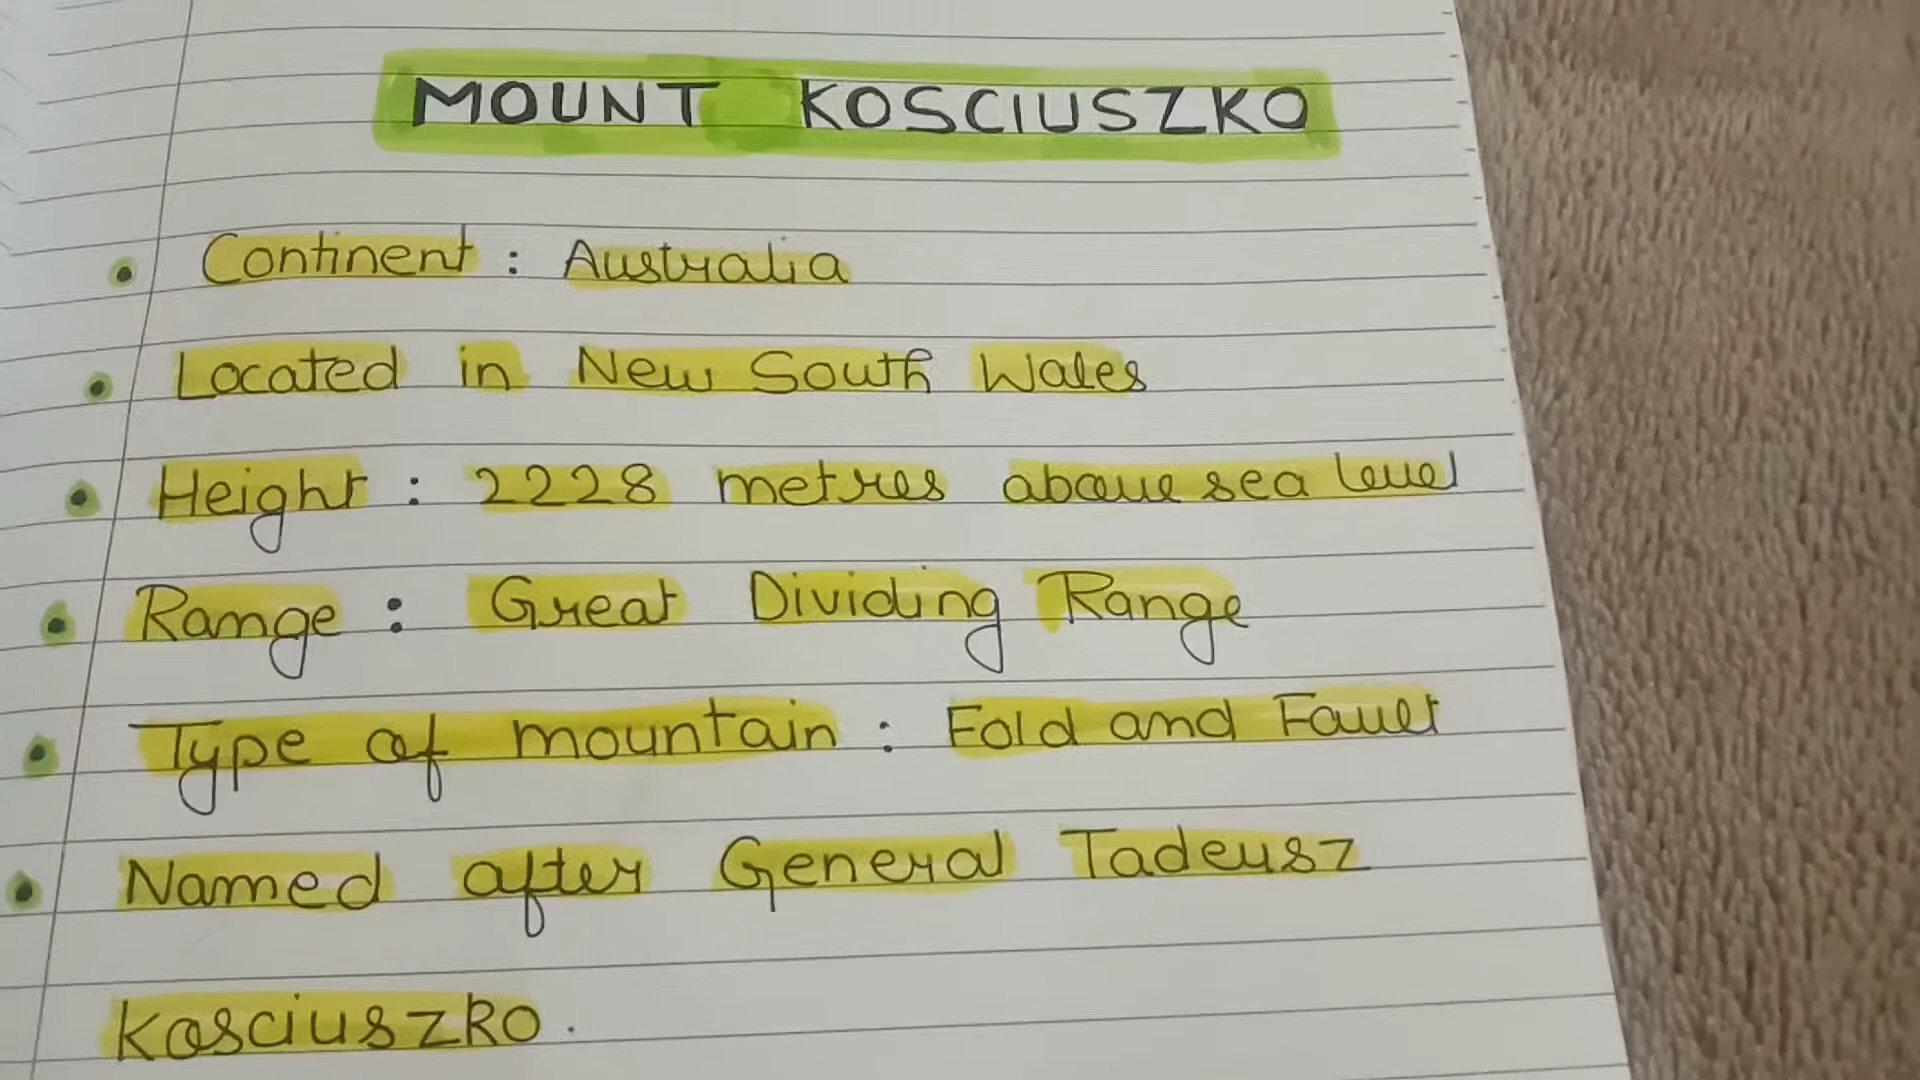 MOUNT KOSCIUSZKO
• Continent : Australia
• Located in New South Wales
• Height : 2228 metres above sea level
• Range : Great Dividing Range
• Type of mountain : Fold and Fault
• Named after General Tadeusz
Kosciuszko.